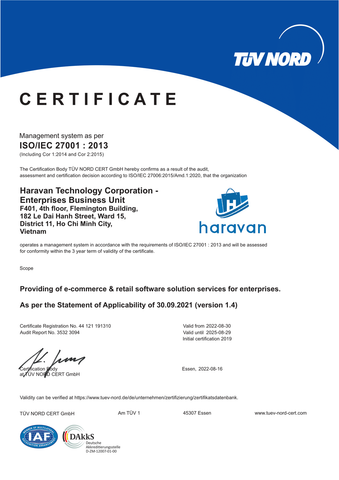 TÜV NORD
CERTIFICATE
Management system as per
ISO/IEC 27001 : 2013
(including Cor 1:2014 and Cor 2:2015)
The Certification Body TÜV NORD CERT GmbH hereby confirms as a result of the audit,
assessment and certification decision according to ISO/IEC 27006:2015/Amd 1:2020, that the organization
Haravan Technology Corporation -
Enterprises Business Unit
F401, 4th floor, Flemington Building,
182 Le Dai Hanh Street, Ward 15,
District 11, Ho Chi Minh City,
Vietnam
haravan
operates a management system in accordance with the requirements of ISO/IEC 27001 : 2013 and will be assessed
for conformity within the 3 year term of validity of the certificate.
Scope
Providing of e-commerce & retail software solution services for enterprises.
As per the Statement of Applicability of 30.09.2021 (version 1.4)
Certificate Registration No. 44 121 191310
Audit Report No. 3532 3094
Valid from 2022-08-30
Valid until 2025-08-29
Initial certification 2019
Certification Body
at TÜV NORD CERT GmbH
Essen, 2022-08-16
Validity can be verified at https://www.tuev-nord.de/de/unternehmen/zertifizierung/zertifikatsdatenbank.
TÜV NORD CERT GmbH Am TÜV 1 45307 Essen www.tuev-nord-cert.com
IAF
DAkkS
Deutsche
Akkreditierungsstelle
D-ZM-12007-01-00